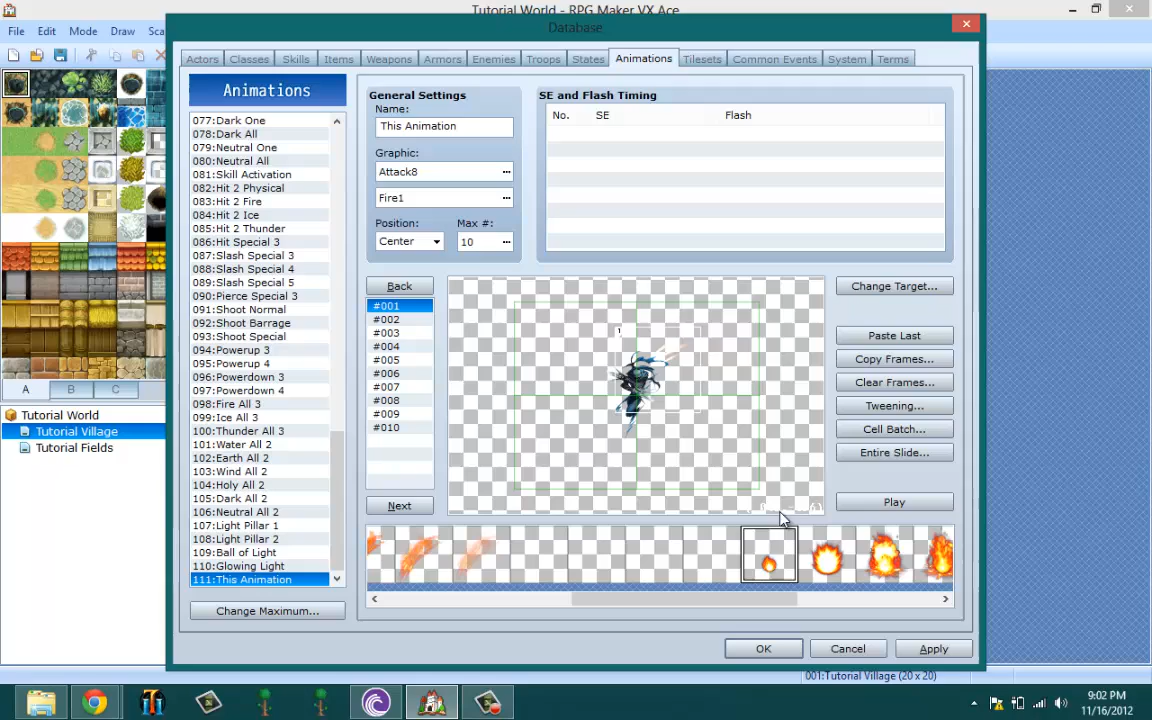 Tutorial World - RPG Maker VX Ace
File Edit Mode Draw Sca
Database
Actors Classes Skills Items Weapons Armors Enemies Troops States Animations Tilesets Common Events System Terms
Animations
077:Dark One
078:Dark All
079:Neutral One
080:Neutral All
081:Skill Activation
082:Hit 2 Physical
083:Hit 2 Fire
084:Hit 2 Ice
085:Hit 2 Thunder
086:Hit Special 3
087:Slash Special 3
088:Slash Special 4
089:Slash Special 5
090:Pierce Special 3
091:Shoot Normal
092:Shoot Barrage
093:Shoot Special
094:Powerup 3
095:Powerup 4
096:Powerdown 3
097:Powerdown 4
098:Fire All 3
099:Ice All 3
100:Thunder All 3
101:Water All 2
102:Earth All 2
103:Wind All 2
104:Holy All 2
105:Dark All 2
106:Neutral All 2
107:Light Pillar 1
108:Light Pillar 2
109:Ball of Light
110:Glowing Light
111:This Animation
Change Maximum...
General Settings
Name:
This Animation
Graphic:
Attack8
Fire1
Position: Max #:
Center 10
SE and Flash Timing
No. SE Flash
Back
#001
#002
#003
#004
#005
#006
#007
#008
#009
#010
Next
1
Change Target...
Paste Last
Copy Frames...
Clear Frames...
Tweening...
Cell Batch...
Entire Slide...
Play
OK Cancel Apply
A B C
Tutorial World
Tutorial Village
Tutorial Fields
001:Tutorial Village (20 x 20)
9:02 PM
11/16/2012